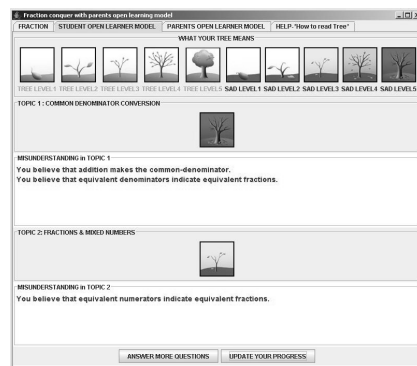 Fraction conquer with parents open learning model
FRACTION STUDENT OPEN LEARNER MODEL PARENTS OPEN LEARNER MODEL HELP-"How to read Tree"
WHAT YOUR TREE MEANS
TREE LEVEL1 TREE LEVEL2 TREE LEVEL3 TREE LEVEL4 TREE LEVEL5 SAD LEVEL1 SAD LEVEL2 SAD LEVEL3 SAD LEVEL4 SAD LEVEL5
TOPIC 1 : COMMON DENOMINATOR CONVERSION
MISUNDERSTANDING in TOPIC 1
You believe that addition makes the common-denominator.
You believe that equivalent denominators indicate equivalent fractions.
TOPIC 2: FRACTIONS & MIXED NUMBERS
MISUNDERSTANDING in TOPIC 2
You believe that equivalent numerators indicate equivalent fractions.
ANSWER MORE QUESTIONS UPDATE YOUR PROGRESS